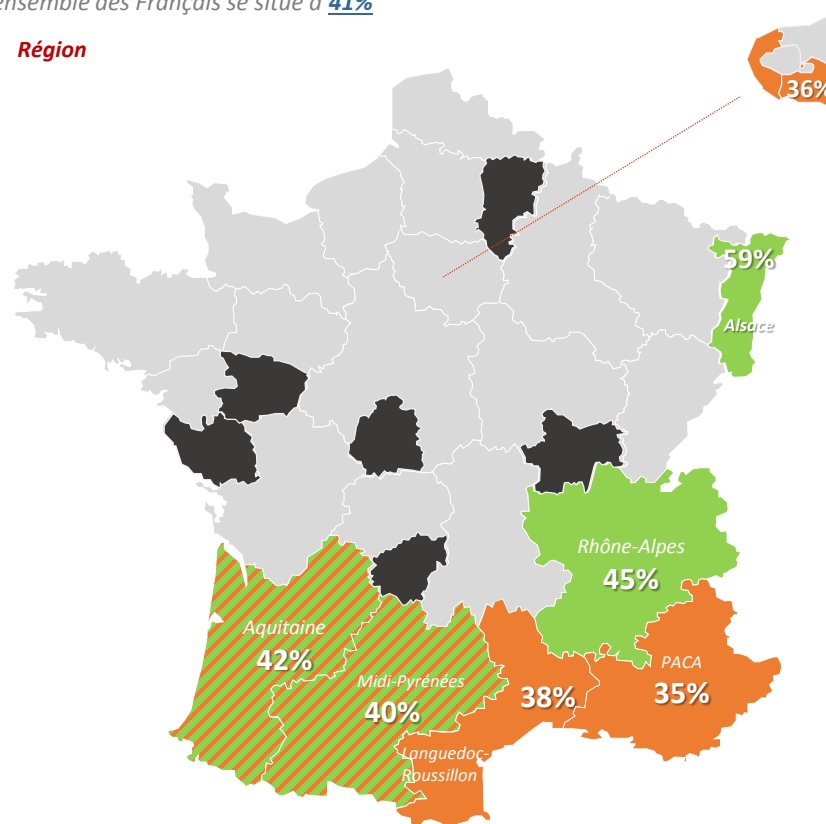 ensemble des Français se situe à 41%
Région
36%
59%
Alsace
Rhône-Alpes
45%
Aquitaine
42%
Midi-Pyrénées
40%
38%
PACA
35%
Languedoc-
Roussillon